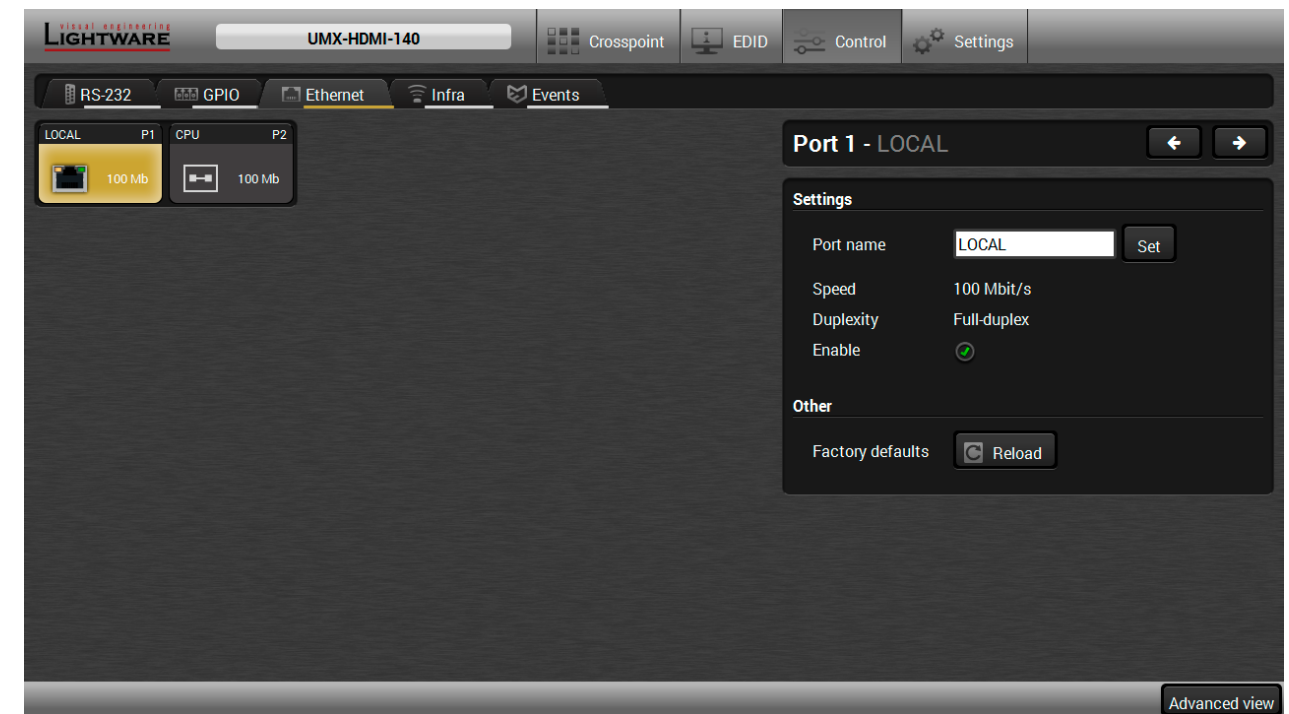 visual engineering
LIGHTWARE
UMX-HDMI-140
Crosspoint
EDID
Control
Settings
RS-232
GPIO
Ethernet
Infra
Events
LOCAL P1
100 Mb
CPU P2
100 Mb
Port 1 - LOCAL
Settings
Port name LOCAL Set
Speed 100 Mbit/s
Duplexity Full-duplex
Enable
Other
Factory defaults Reload
Advanced view